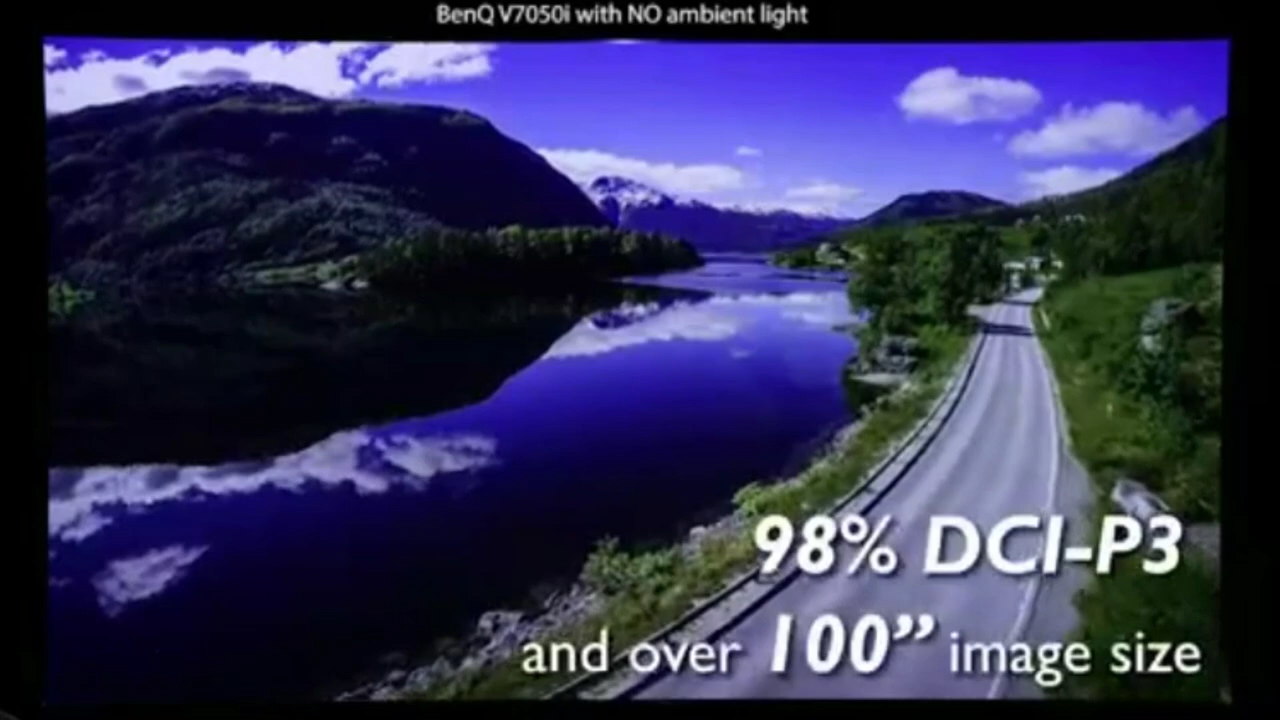 BenQ V7050i with NO ambient light
98% DCI-P3
and over 100” image size